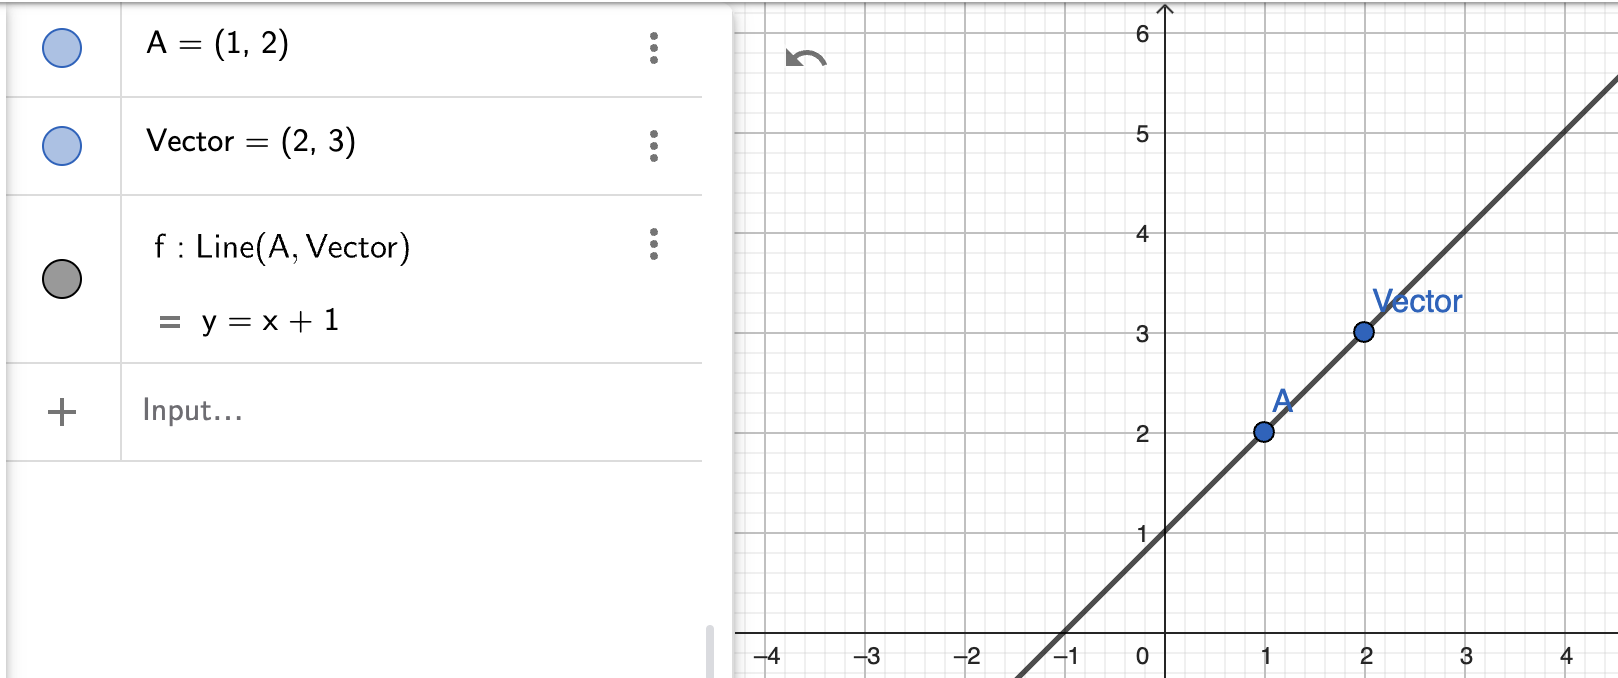 A = (1, 2)
Vector = (2, 3)
f : Line(A, Vector)
= y = x + 1
+ Input...
6
5
4
Vector
3
A
2
1
–4 –3 –2 –1 0 1 2 3 4